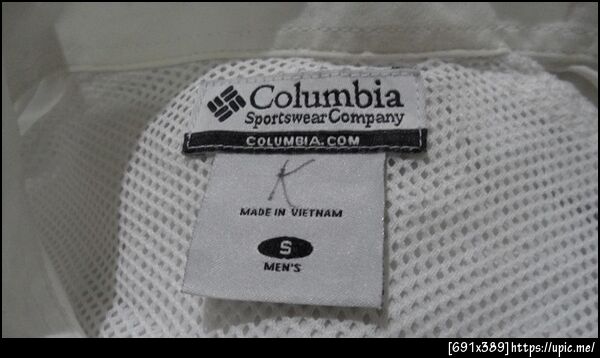 Columbia
Sportswear Company
COLUMBIA.COM
K
MADE IN VIETNAM
S
MEN'S
[691x389]https://upic.me/